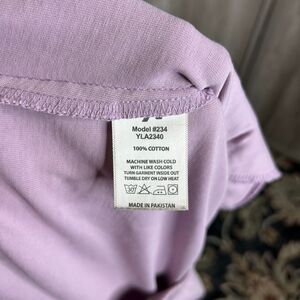 Model #234
YLA2340
100% COTTON
MACHINE WASH COLD
WITH LIKE COLORS
TURN GARMENT INSIDE OUT
TUMBLE DRY ON LOW HEAT
30
MADE IN PAKISTAN